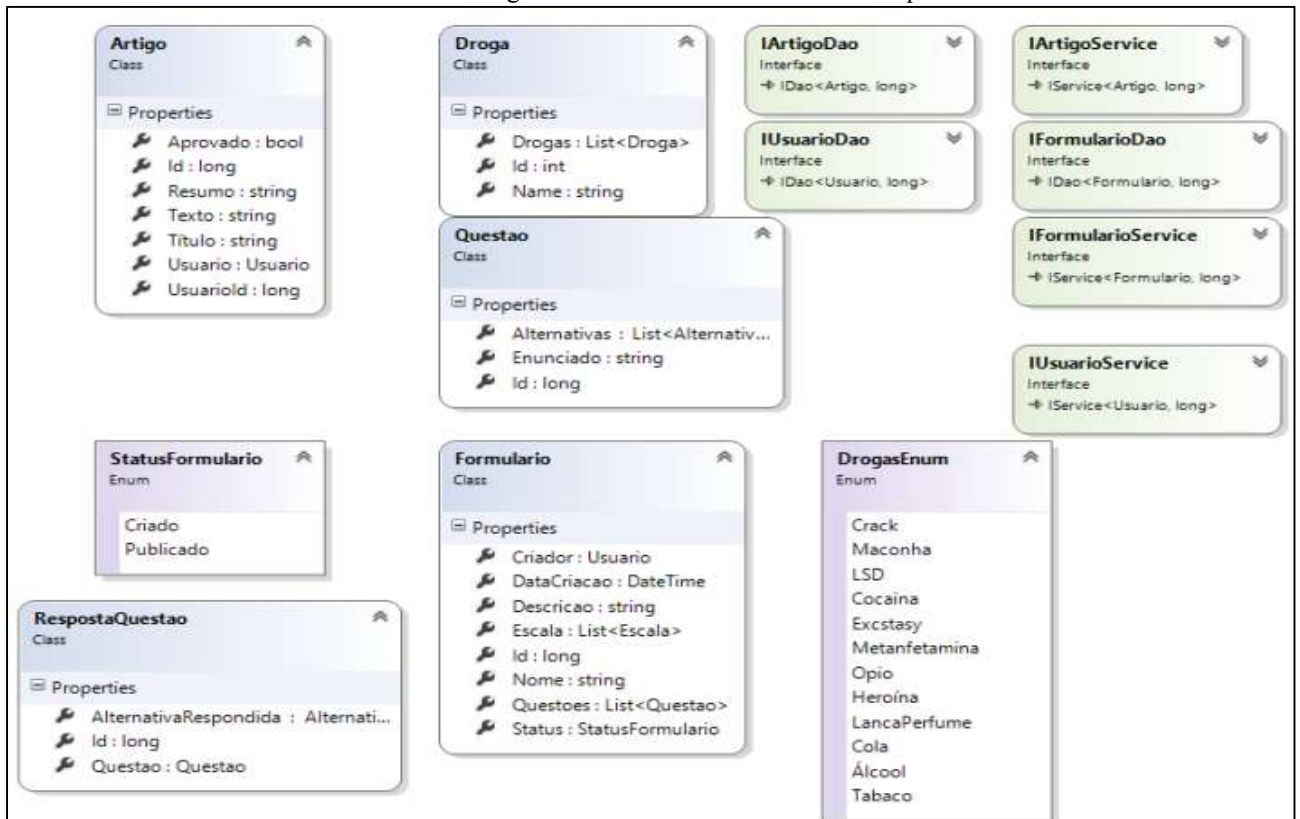 Artigo
Class
Properties
Aprovado : bool
Id : long
Resumo : string
Texto : string
Título : string
Usuario : Usuario
UsuarioId : long
Droga
Class
Properties
Drogas : List<Droga>
Id : int
Name : string
IArtigoDao
Interface
IDao<Artigo, long>
IArtigoService
Interface
IService<Artigo, long>
IUsuarioDao
Interface
IDao<Usuario, long>
IFormularioDao
Interface
IDao<Formulario, long>
Questao
Class
Properties
Alternativas : List<Alternativ...
Enunciado : string
Id : long
IFormularioService
Interface
IService<Formulario, long>
IUsuarioService
Interface
IService<Usuario, long>
StatusFormulario
Enum
Criado
Publicado
Formulario
Class
Properties
Criador : Usuario
DataCriacao : DateTime
Descricao : string
Escala : List<Escala>
Id : long
Nome : string
Questoes : List<Questao>
Status : StatusFormulario
DrogasEnum
Enum
Crack
Maconha
LSD
Cocaina
Excstasy
Metanfetamina
Opio
Heroína
LancaPerfume
Cola
Álcool
Tabaco
RespostaQuestao
Class
Properties
AlternativaRespondida : Alternati...
Id : long
Questao : Questao